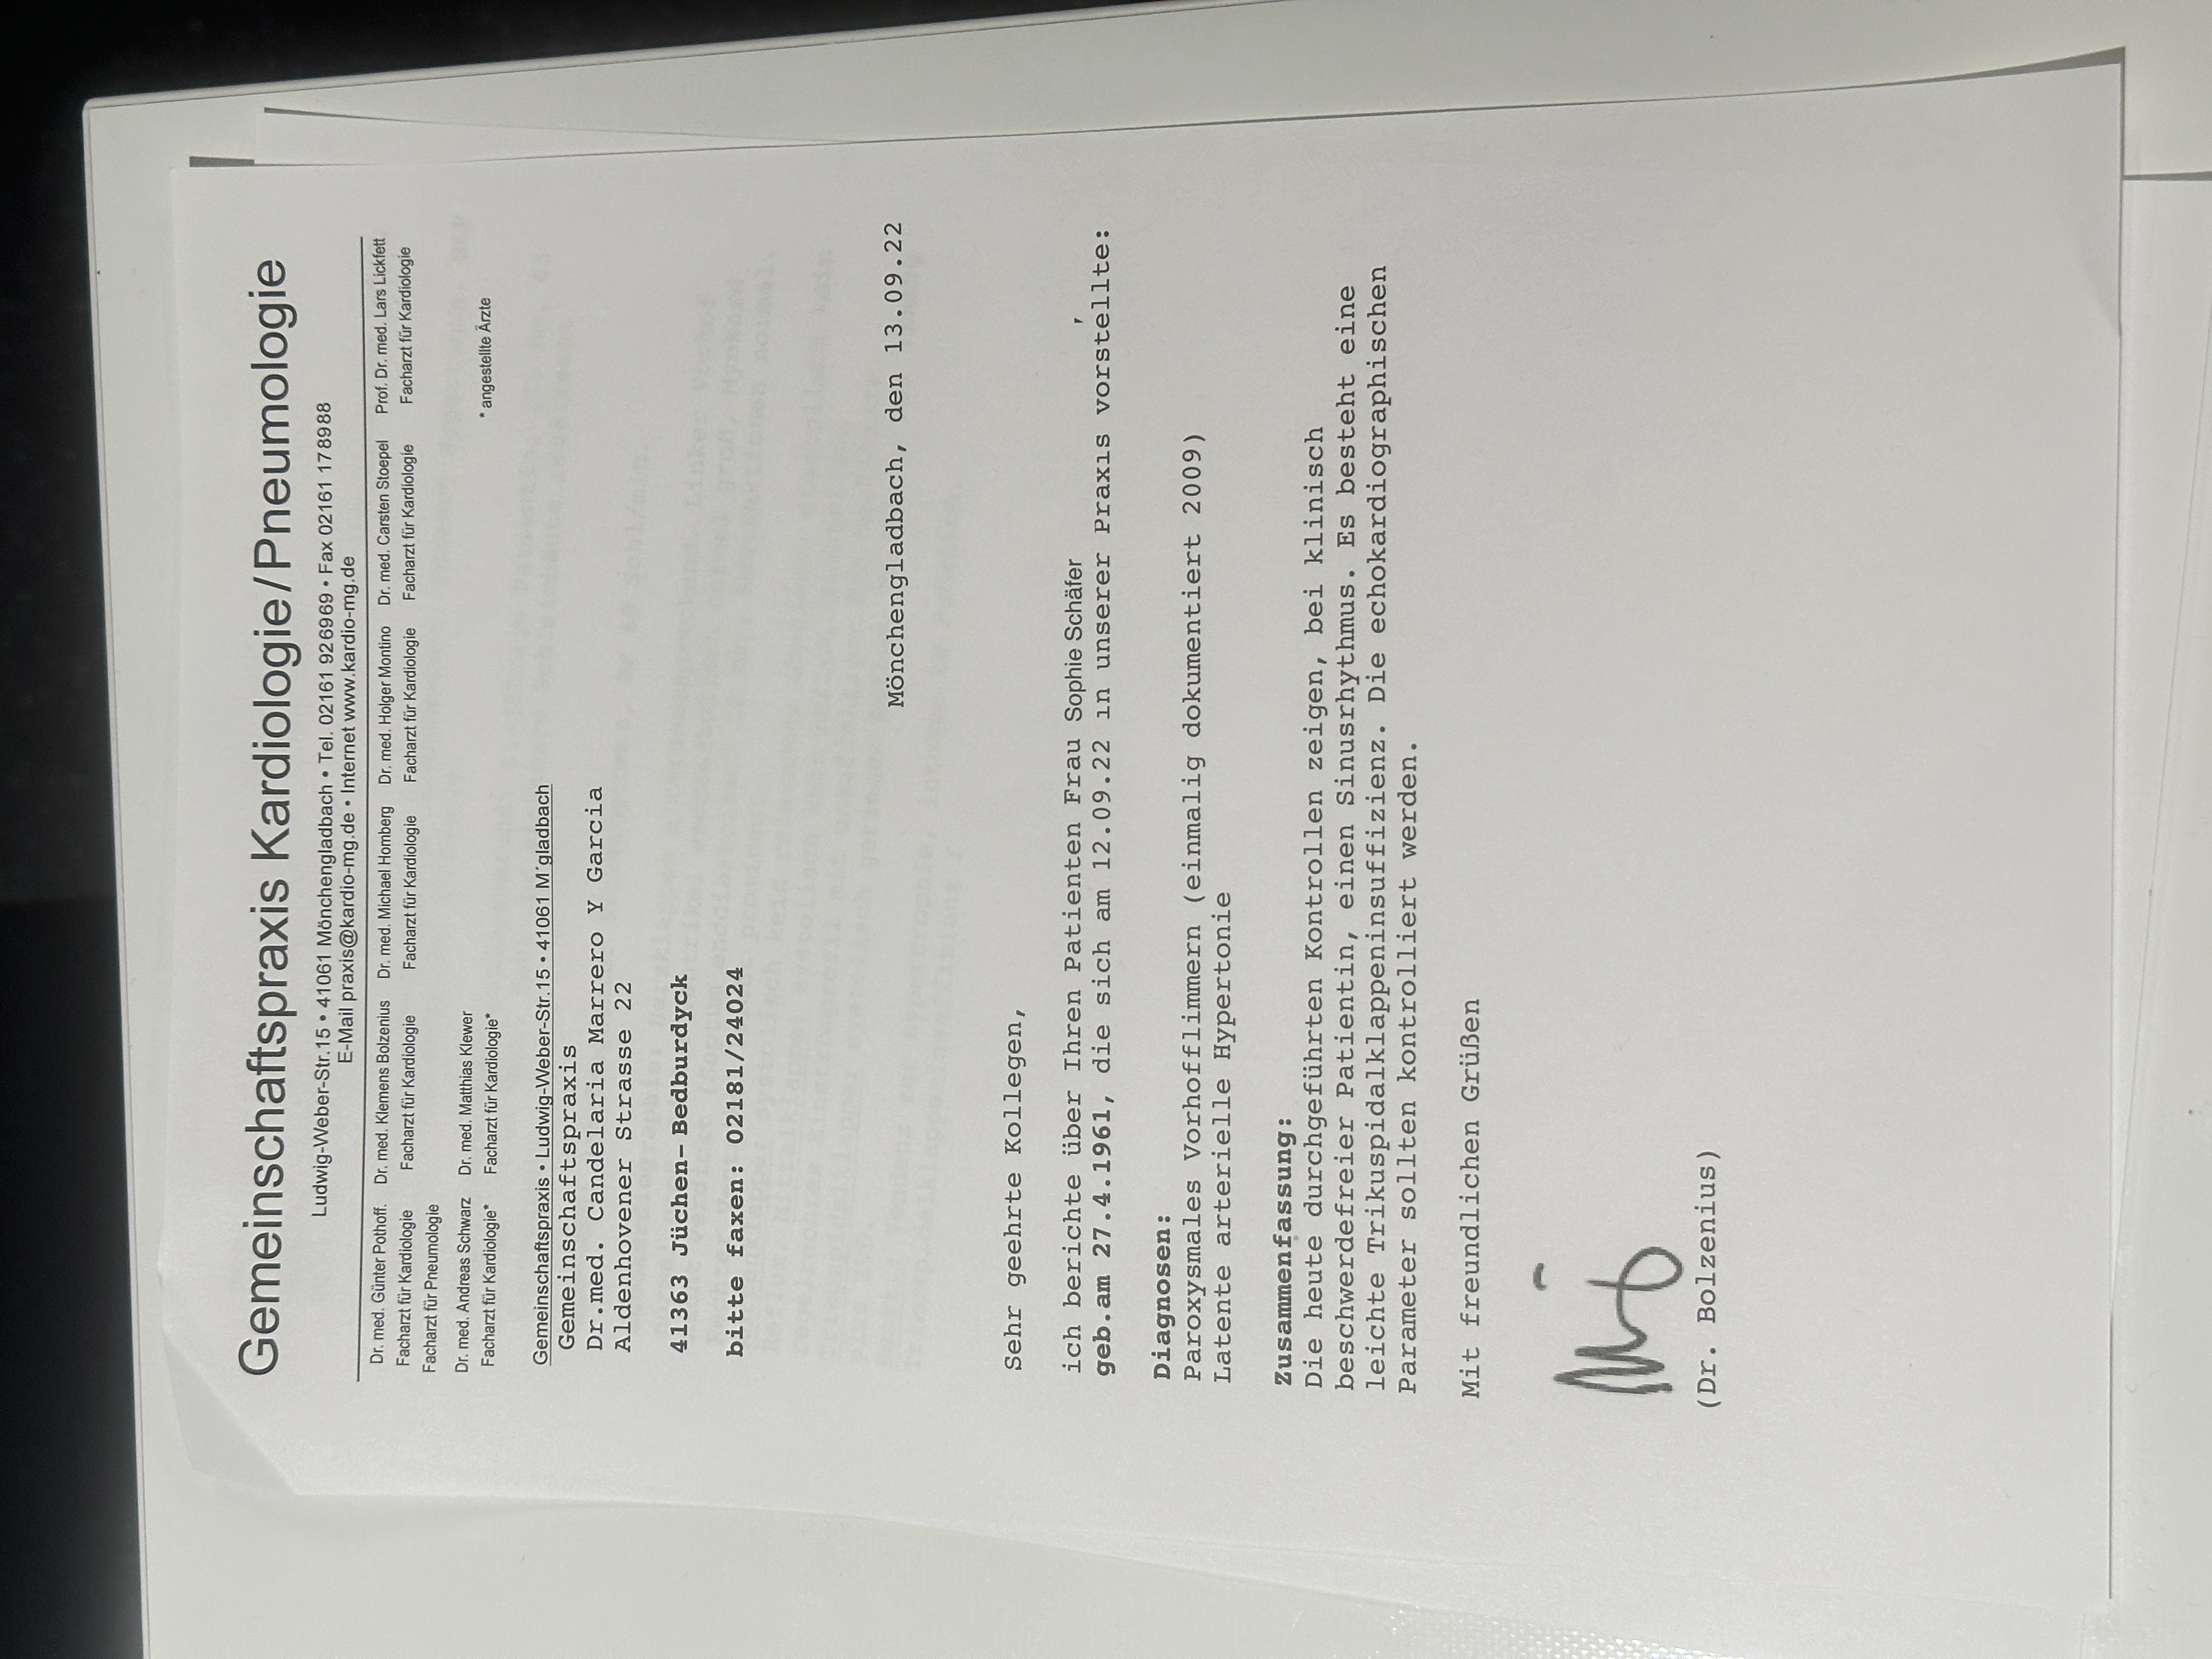 Gemeinschaftspraxis Kardiologie/Pneumologie
Ludwig-Weber-Str.15 • 41061 Mönchengladbach • Tel. 02161 926969 • Fax 02161 178988
E-Mail praxis@kardio-mg.de • Internet www.kardio-mg.de
Dr. med. Günter Pothoff. Dr. med. Klemens Bolzenius Dr. med. Michael Homberg Dr. med. Holger Montino Dr. med. Carsten Stoepel Prof. Dr. med. Lars Lickfett
Facharzt für Kardiologie Facharzt für Kardiologie Facharzt für Kardiologie Facharzt für Kardiologie Facharzt für Kardiologie Facharzt für Kardiologie
Facharzt für Pneumologie
Dr. med. Andreas Schwarz Dr. med. Matthias Klewer
Facharzt für Kardiologie* Facharzt für Kardiologie* * angestellte Ärzte
Gemeinschaftspraxis • Ludwig-Weber-Str.15 • 41061 M´gladbach
Gemeinschaftspraxis
Dr.med. Candelaria Marrero Y Garcia
Aldenhovener Strasse 22
41363 Jüchen- Bedburdyck
bitte faxen: 02181/24024
Mönchengladbach, den 13.09.22
Sehr geehrte Kollegen,
ich berichte über Ihren Patienten Frau Sophie Schäfer ,
geb.am 27.4.1961, die sich am 12.09.22 in unserer Praxis vorstellte:
Diagnosen:
Paroxysmales Vorhofflimmern (einmalig dokumentiert 2009)
Latente arterielle Hypertonie
Zusammenfassung:
Die heute durchgeführten Kontrollen zeigen, bei klinisch
beschwerdefreier Patientin, einen Sinusrhythmus. Es besteht eine
leichte Trikuspidalklappeninsuffizienz. Die echokardiographischen
Parameter sollten kontrolliert werden.
Mit freundlichen Grüßen
(Dr. Bolzenius)